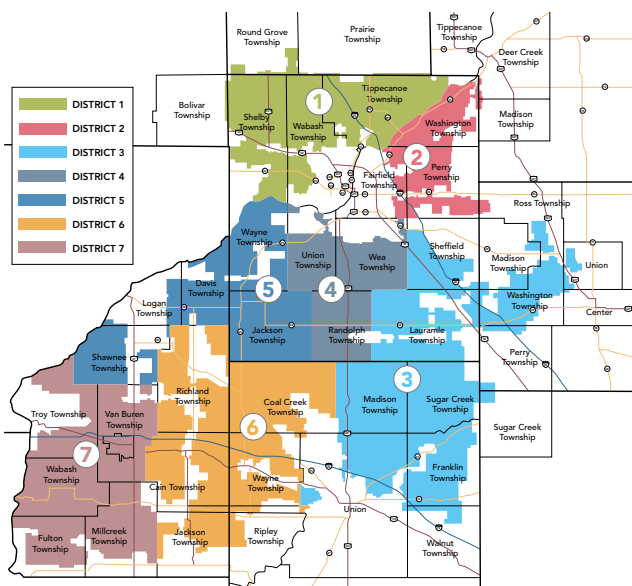 Round Grove
Township
Prairie
Township
Tippecanoe
Township
Deer Creek
Township
DISTRICT 1
DISTRICT 2
DISTRICT 3
DISTRICT 4
DISTRICT 5
DISTRICT 6
DISTRICT 7
Bolivar
Township
Tippecanoe
Township
1
Shelby
Township
Wabash
Township
Washington
Township
Madison
Township
2
Perry
Township
Fairfield
Township
Ross Township
Wayne
Township
Union
Township
Wea
Township
Sheffield
Township
Madison
Township
Union
Davis
Township
5
4
Logan
Township
Washington
Township
Center
Jackson
Township
Randolph
Township
Lauramie
Township
Shawnee
Township
Perry
Township
3
Richland
Township
Coal Creek
Township
Madison
Township
Sugar Creek
Township
Troy Township
Van Buren
Township
6
Sugar Creek
Township
7
Wabash
Township
Cain Township
Wayne
Township
Franklin
Township
Union
Fulton
Township
Millcreek
Township
Jackson
Township
Ripley
Township
Walnut
Township